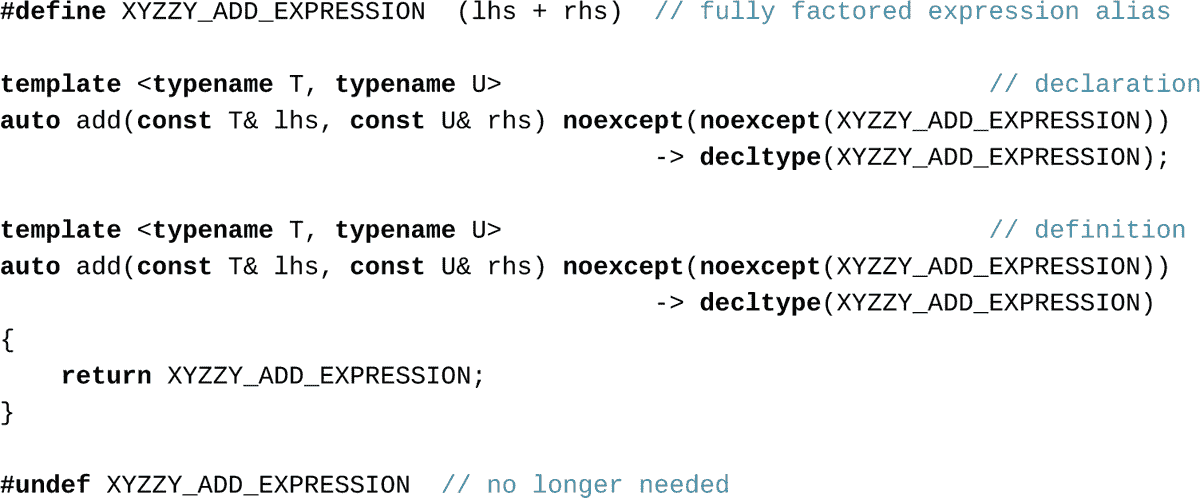 #define XYZZY_ADD_EXPRESSION  (lhs + rhs)  // fully factored expression alias
template <typename T, typename U>                                // declaration
auto add(const T& lhs, const U& rhs) noexcept(noexcept(XYZZY_ADD_EXPRESSION))
                                           -> decltype(XYZZY_ADD_EXPRESSION);
template <typename T, typename U>                                // definition
auto add(const T& lhs, const U& rhs) noexcept(noexcept(XYZZY_ADD_EXPRESSION))
                                           -> decltype(XYZZY_ADD_EXPRESSION)
{
    return XYZZY_ADD_EXPRESSION;
}
#undef XYZZY_ADD_EXPRESSION  // no longer needed